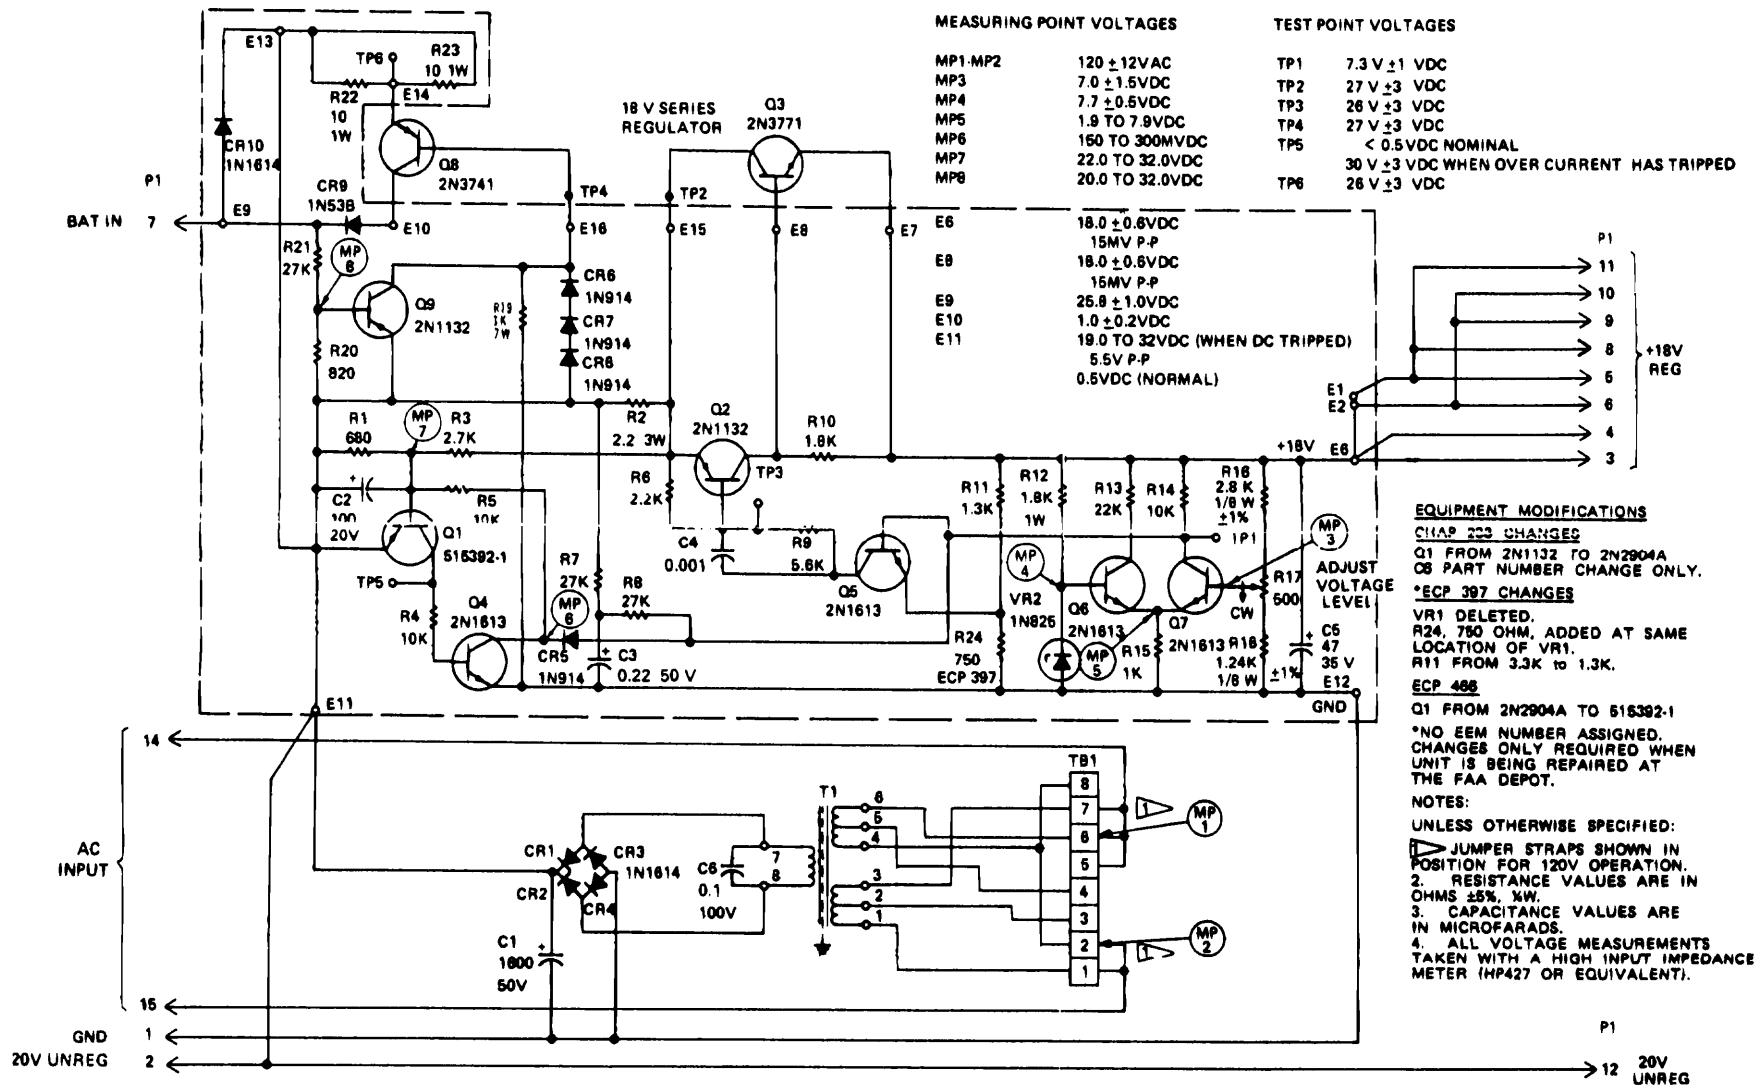 MEASURING POINT VOLTAGES
MP1-MP2 120 ± 12VAC
MP3 7.0 ± 1.5VDC
MP4 7.7 ± 0.5VDC
MP5 1.9 TO 7.9VDC
MP6 150 TO 300MVDC
MP7 22.0 TO 32.0VDC
MP8 20.0 TO 32.0VDC
E6 18.0 ± 0.6VDC
15MV P-P
E8 18.0 ± 0.6VDC
15MV P-P
E9 25.8 ± 1.0VDC
E10 1.0 ± 0.2VDC
E11 19.0 TO 32VDC (WHEN DC TRIPPED)
5.5V P-P
0.5VDC (NORMAL)
TEST POINT VOLTAGES
TP1 7.3 V ±1 VDC
TP2 27 V ±3 VDC
TP3 26 V ±3 VDC
TP4 27 V ±3 VDC
TP5 < 0.5VDC NOMINAL
30 V ±3 VDC WHEN OVER CURRENT HAS TRIPPED
TP6 26 V ±3 VDC
E13
TP6
R23
10 1W
R22
10
1W
E14
CR10
1N1614
Q8
2N3741
18 V SERIES
REGULATOR
Q3
2N3771
P1
BAT IN 7
E9
CR9
1N538
E10
TP4
E16
TP2
E15
E8
E7
R21
27K
MP
8
Q9
2N1132
R19
1K
7W
CR6
1N914
CR7
1N914
CR8
1N914
R20
820
R1
680
MP
7
R3
2.7K
R2
2.2 3W
Q2
2N1132
R10
1.8K
TP3
C2
100
20V
R5
10K
Q1
515392-1
TP5
R4
10K
Q4
2N1613
R6
2.2K
C4
0.001
R9
5.6K
Q5
2N1613
R7
27K
MP
6
R8
27K
CR5
1N914
C3
0.22 50 V
R11
1.3K
R12
1.8K
1W
R13
22K
R14
10K
R16
2.8 K
1/8 W
±1%
TP1
MP
3
MP
4
VR2
1N825
R24
750
ECP 397
Q6
2N1613
MP
5
R15
1K
Q7
2N1613
CW
R17
500
ADJUST
VOLTAGE
LEVEL
R18
1.24K
1/8 W
±1%
C5
47
35 V
E12
GND
+18V
E6
E1
E2
P1
11
10
9
8
5
6
4
3
+18V
REG
E11
14
AC
INPUT
15
GND 1
20V UNREG 2
CR1
CR3
1N1614
CR2
CR4
C1
1600
50V
C6
0.1
100V
7
8
T1
6
5
4
3
2
1
TB1
8
7
6
5
4
3
2
1
1
MP
1
1
MP
2
P1
12 20V
UNREG
EQUIPMENT MODIFICATIONS
CHAP 233 CHANGES
Q1 FROM 2N1132 TO 2N2904A
C6 PART NUMBER CHANGE ONLY.
*ECP 397 CHANGES
VR1 DELETED.
R24, 750 OHM, ADDED AT SAME
LOCATION OF VR1.
R11 FROM 3.3K to 1.3K.
ECP 466
Q1 FROM 2N2904A TO 515392-1
*NO EEM NUMBER ASSIGNED.
CHANGES ONLY REQUIRED WHEN
UNIT IS BEING REPAIRED AT
THE FAA DEPOT.
NOTES:
UNLESS OTHERWISE SPECIFIED:
JUMPER STRAPS SHOWN IN
POSITION FOR 120V OPERATION.
2. RESISTANCE VALUES ARE IN
OHMS ±5%, ¼W.
3. CAPACITANCE VALUES ARE
IN MICROFARADS.
4. ALL VOLTAGE MEASUREMENTS
TAKEN WITH A HIGH INPUT IMPEDANCE
METER (HP427 OR EQUIVALENT).